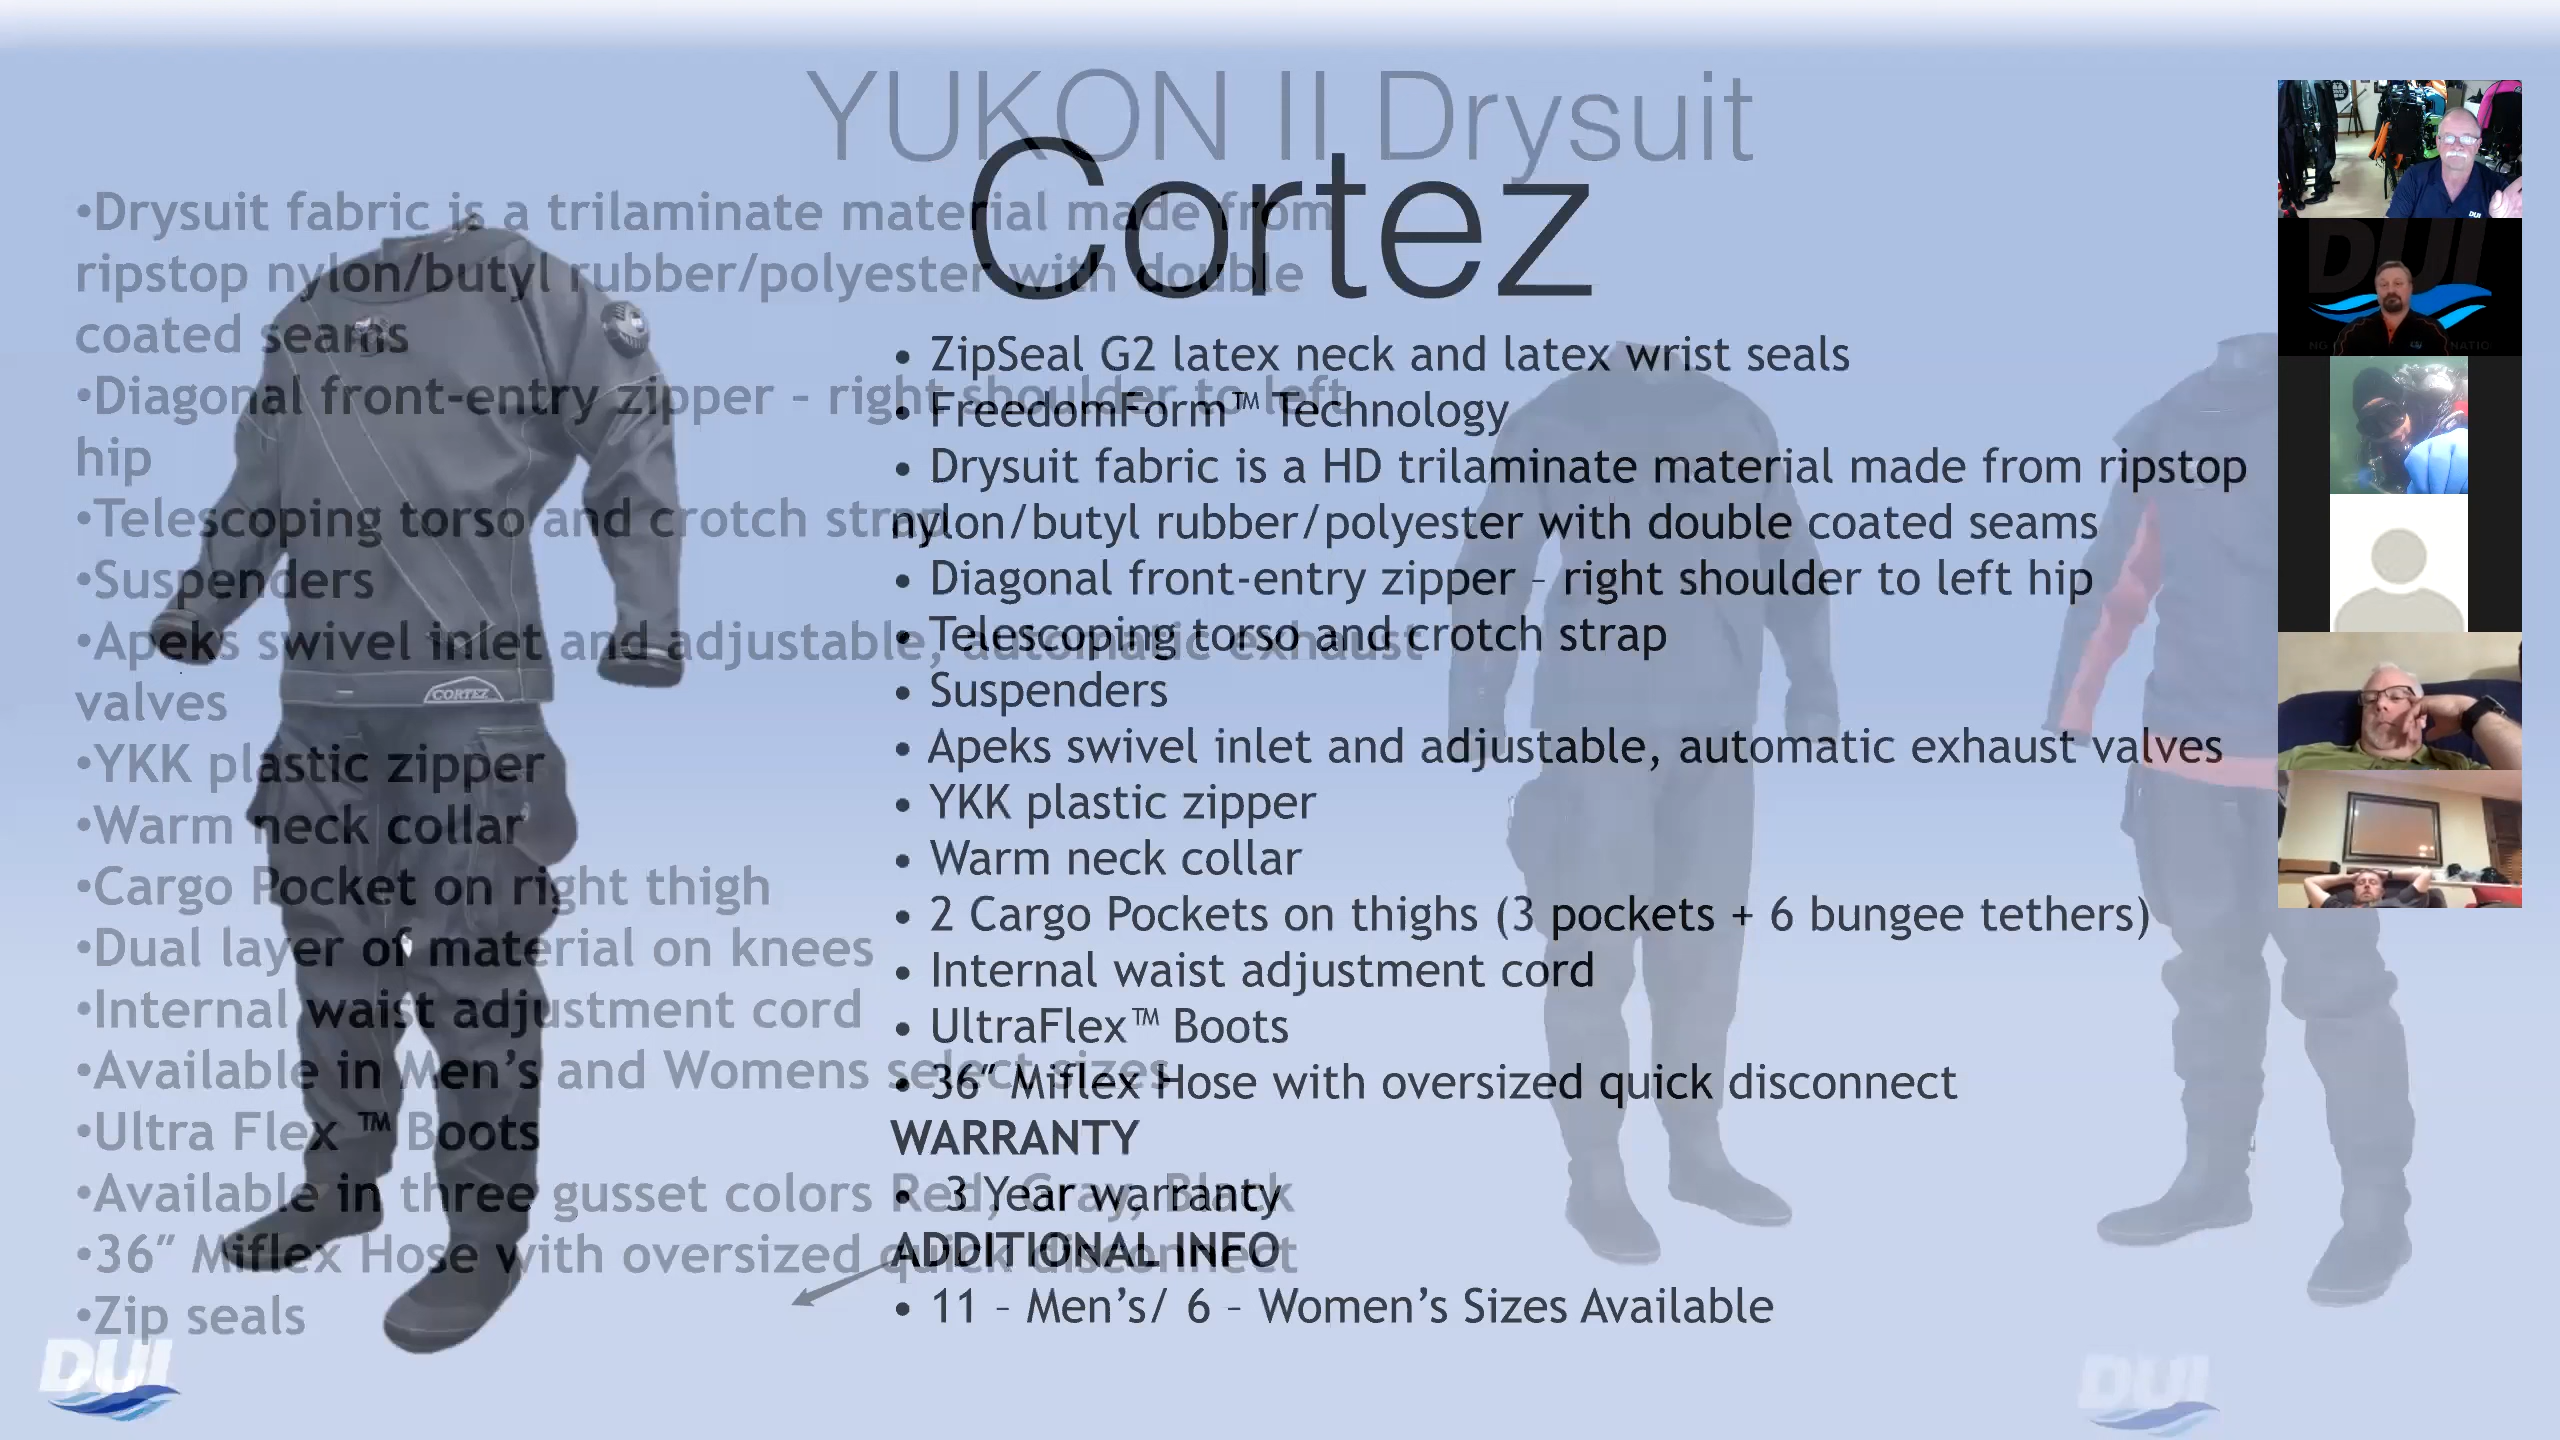 YUKON II Drysuit
•Drysuit fabric is a trilaminate material made from
ripstop nylon/butyl rubber/polyester with double
coated seams
•Diagonal front-entry zipper – right shoulder to left
hip
•Telescoping torso and crotch strap
•Suspenders
•Apeks swivel inlet and adjustable, automatic exhaust
valves
•YKK plastic zipper
•Warm neck collar
•Cargo Pocket on right thigh
•Dual layer of material on knees
•Internal waist adjustment cord
•Available in Men’s and Womens select sizes
•Ultra Flex ™ Boots
•Available in three gusset colors Red, Gray, Black
•36” Miflex Hose with oversized quick disconnect
•Zip seals
Cortez
• ZipSeal G2 latex neck and latex wrist seals
• FreedomForm™ Technology
• Drysuit fabric is a HD trilaminate material made from ripstop
nylon/butyl rubber/polyester with double coated seams
• Diagonal front-entry zipper – right shoulder to left hip
• Telescoping torso and crotch strap
• Suspenders
• Apeks swivel inlet and adjustable, automatic exhaust valves
• YKK plastic zipper
• Warm neck collar
• 2 Cargo Pockets on thighs (3 pockets + 6 bungee tethers)
• Internal waist adjustment cord
• UltraFlex™ Boots
• 36” Miflex Hose with oversized quick disconnect
WARRANTY
• 3 Year warranty
ADDITIONAL INFO
• 11 – Men’s/ 6 – Women’s Sizes Available
CORTEZ
DUI
DUI
DUI
DUI